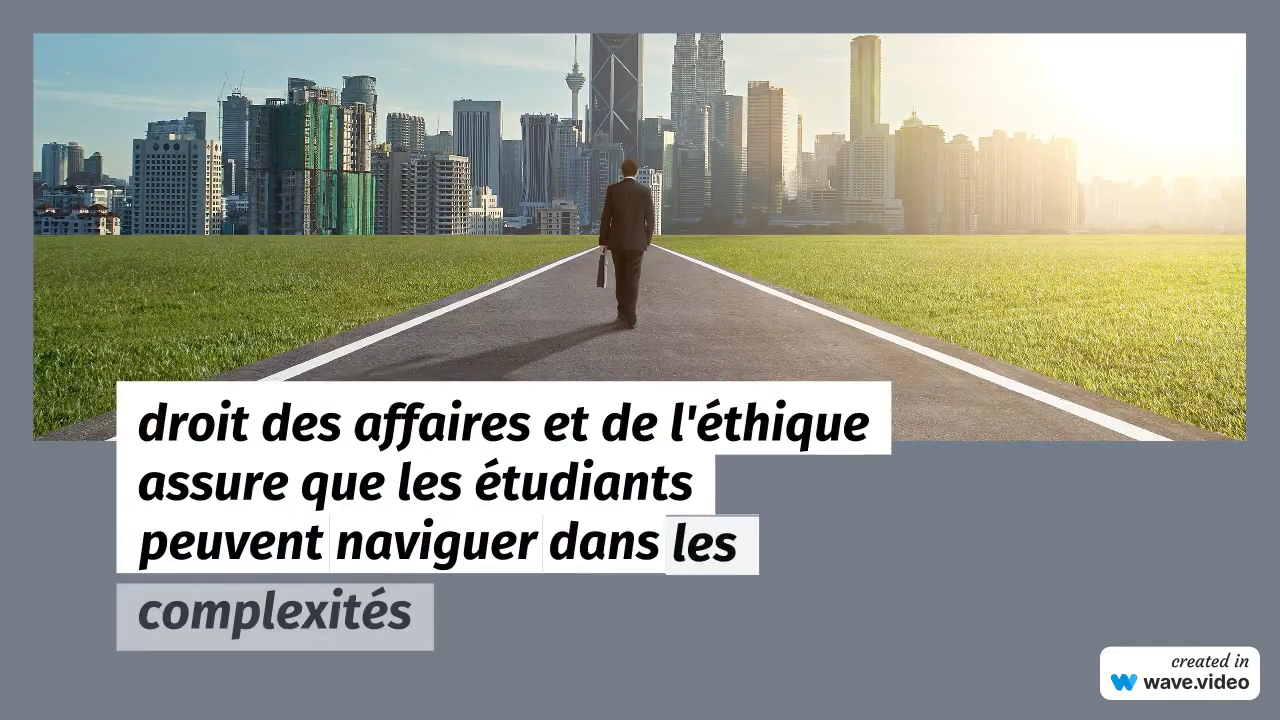 droit des affaires et de l'éthique
assure que les étudiants
peuvent naviguer dans les
complexités
created in
wave.video